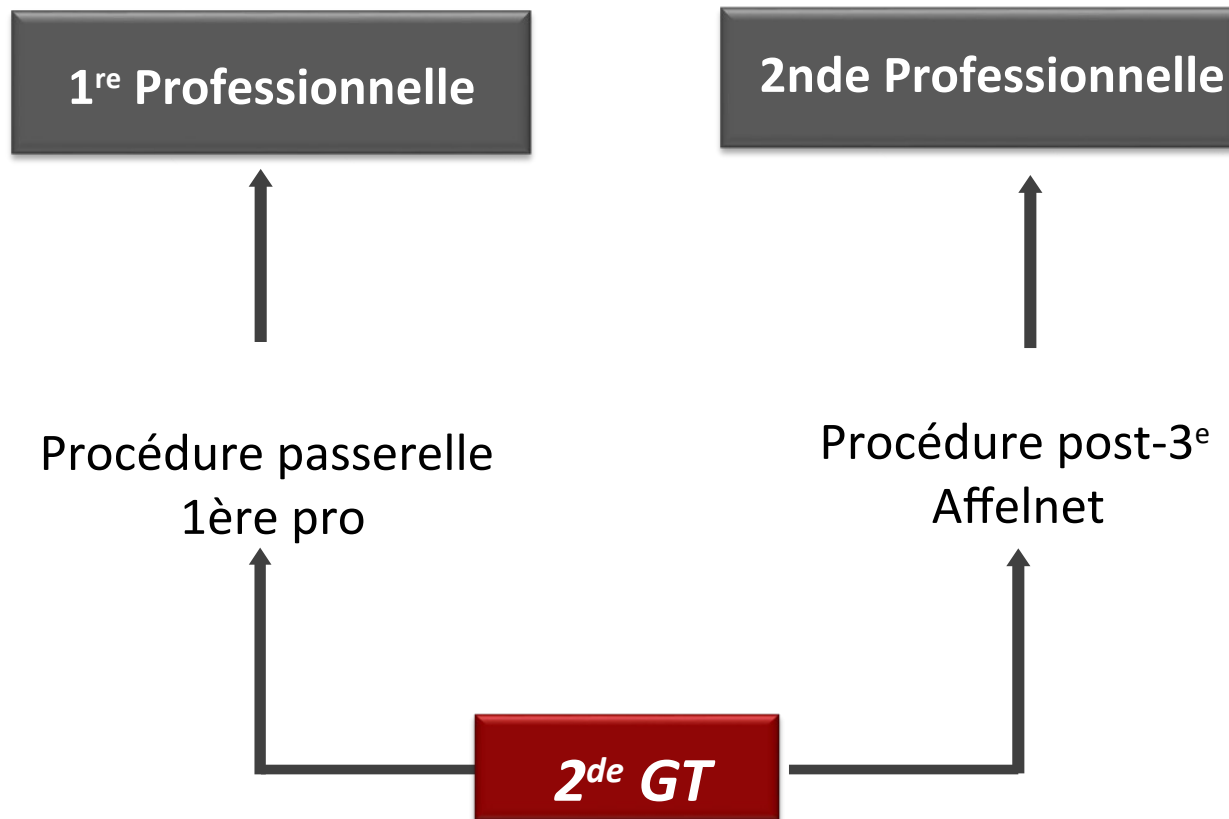 1re Professionnelle
2nde Professionnelle
Procédure passerelle
1ère pro
Procédure post-3e
Affelnet
2de GT